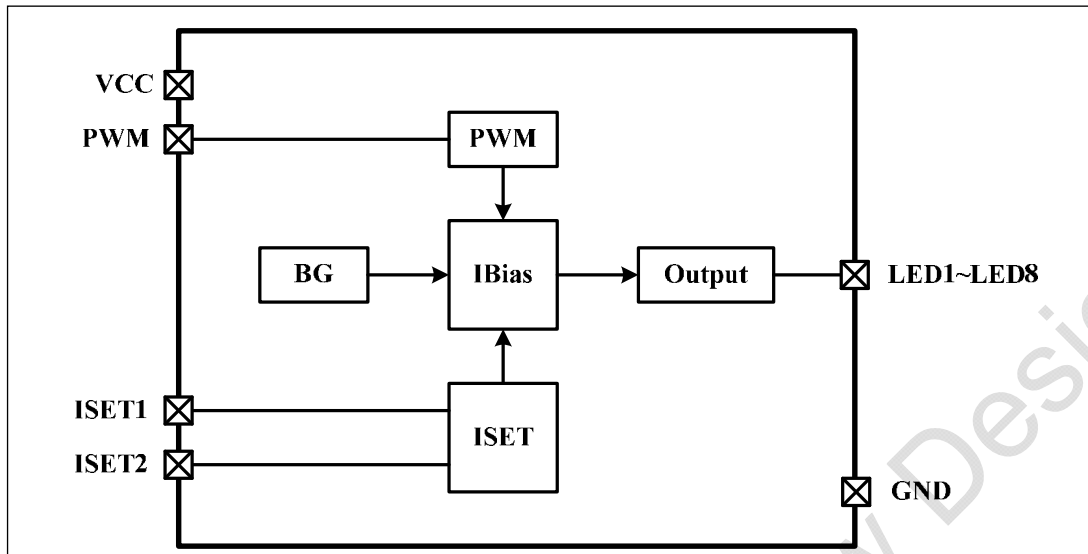 VCC
PWM
PWM
BG
IBias
Output
LED1~LED8
ISET1
ISET
ISET2
GND